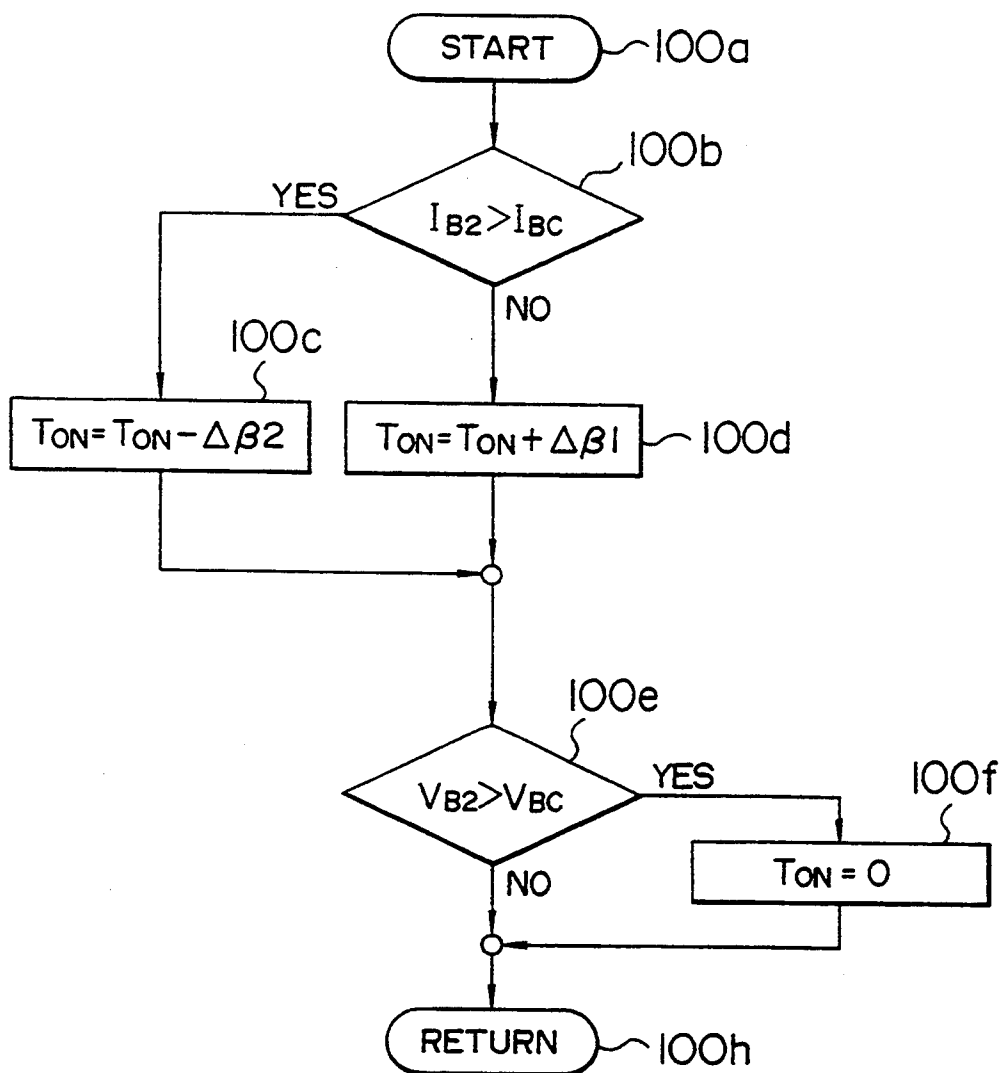 START
100a
100b
YES
IB2>IBC
NO
100c
TON=TON-Δβ2
TON=TON+Δβ1
100d
100e
VB2>VBC
YES
100f
NO
TON=0
RETURN
100h